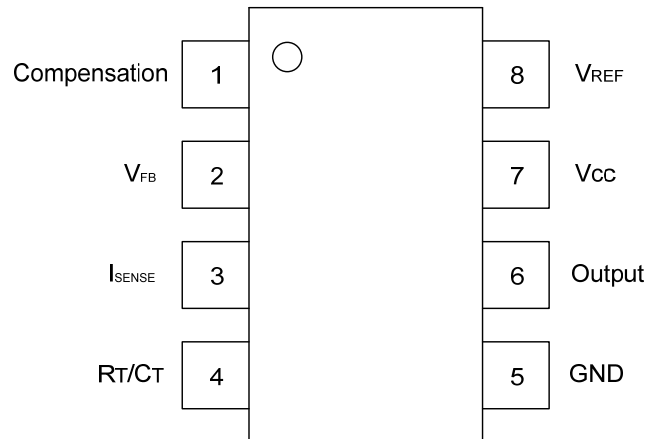 Compensation 1 8 VREF
VFB 2 7 Vcc
ISENSE 3 6 Output
RT/CT 4 5 GND